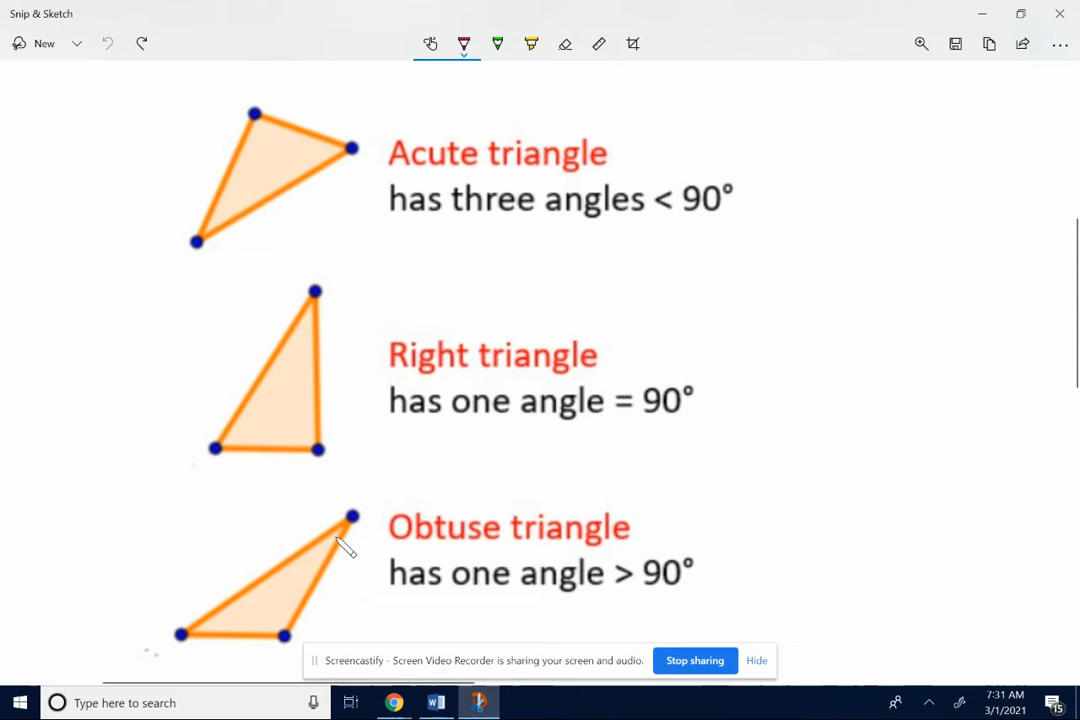 Snip & Sketch
New
Acute triangle
has three angles < 90°
Right triangle
has one angle = 90°
Obtuse triangle
has one angle > 90°
Screencastify - Screen Video Recorder is sharing your screen and audio.
Stop sharing
Hide
Type here to search
7:31 AM
3/1/2021
15